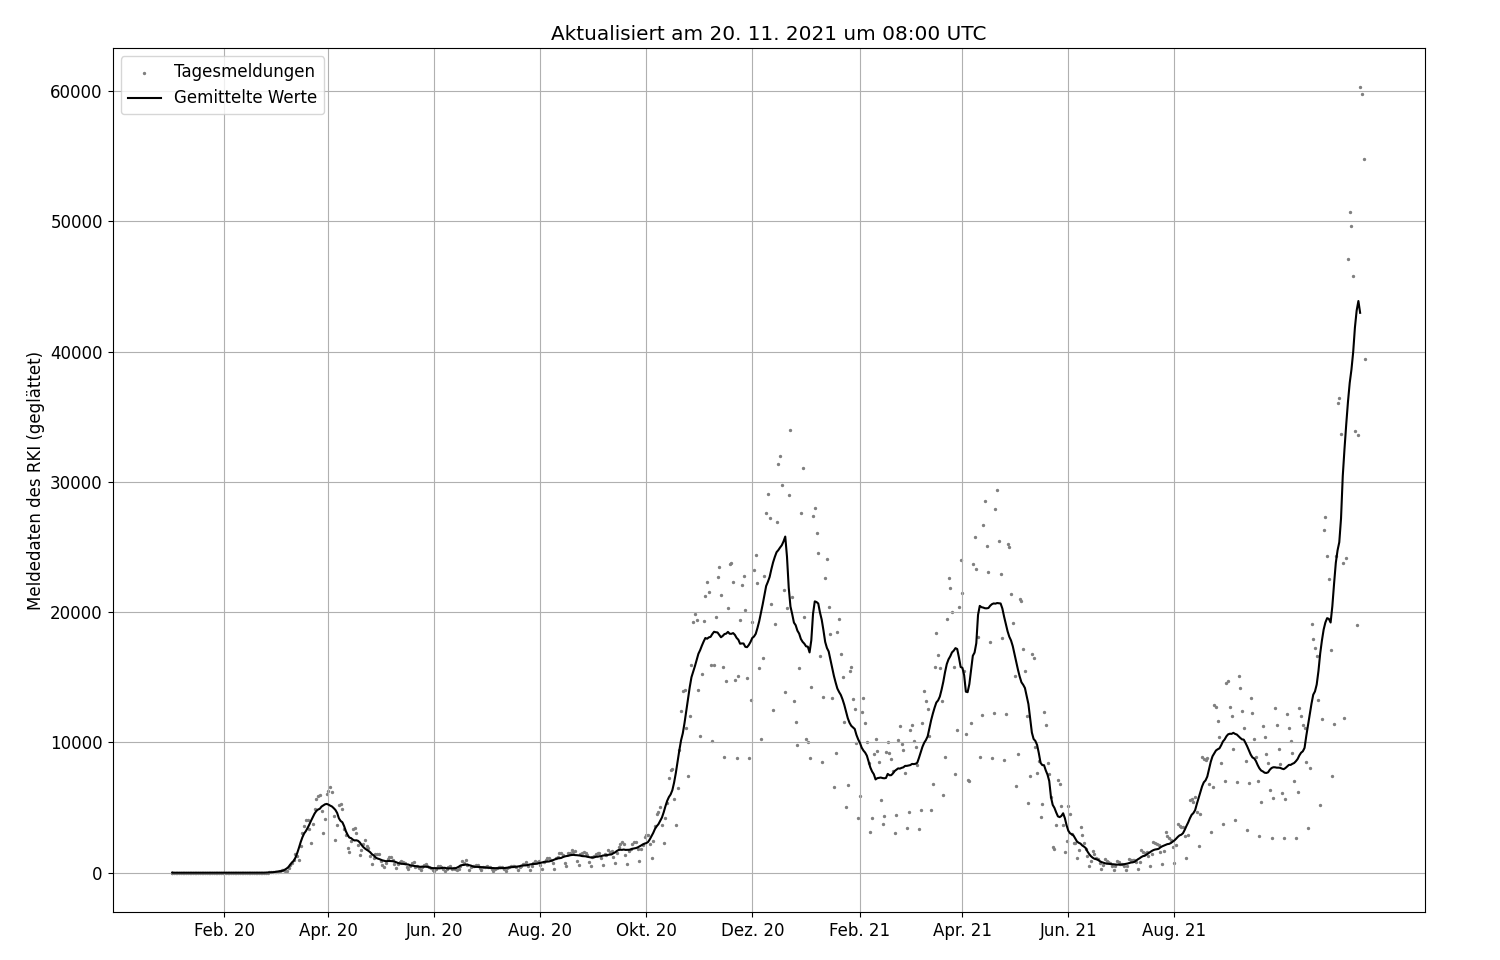 Aktualisiert am 20. 11. 2021 um 08:00 UTC
Tagesmeldungen
Gemittelte Werte
Meldedaten des RKI (geglättet)
60000
50000
40000
30000
20000
10000
0
Feb. 20 Apr. 20 Jun. 20 Aug. 20 Okt. 20 Dez. 20 Feb. 21 Apr. 21 Jun. 21 Aug. 21